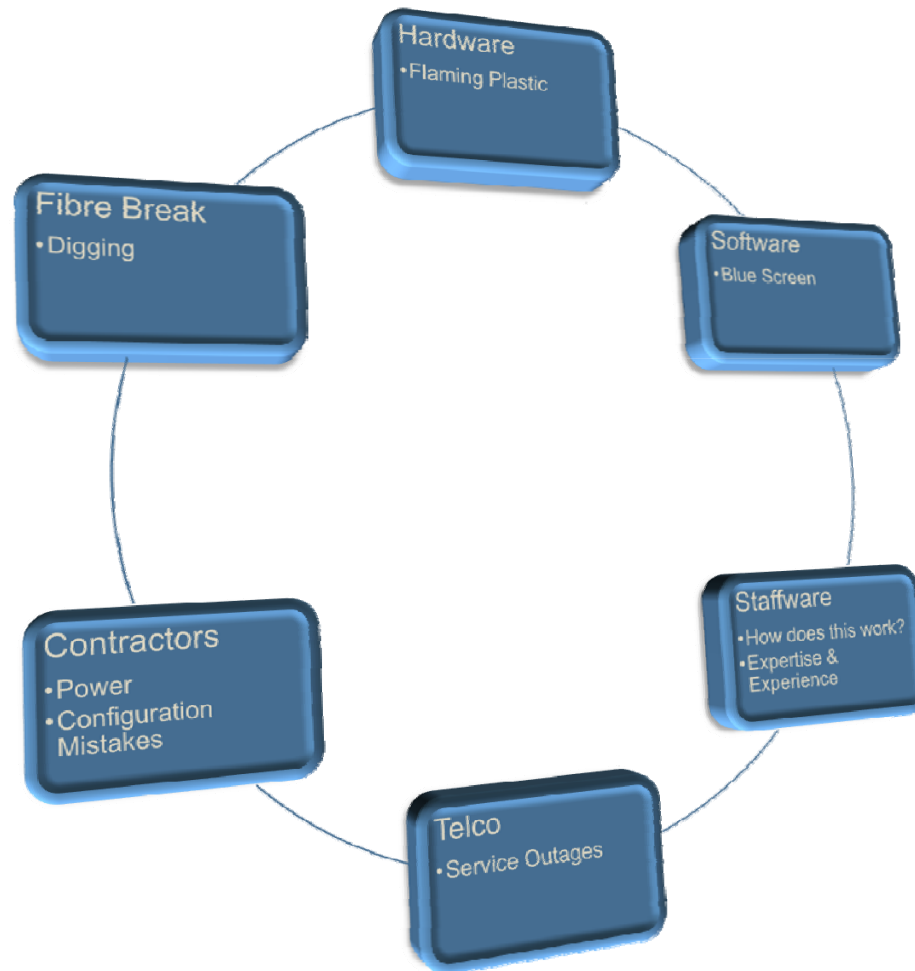 Hardware
•Flaming Plastic
Software
•Blue Screen
Staffware
•How does this work?
•Expertise &
Experience
Telco
•Service Outages
Contractors
•Power
•Configuration
Mistakes
Fibre Break
•Digging